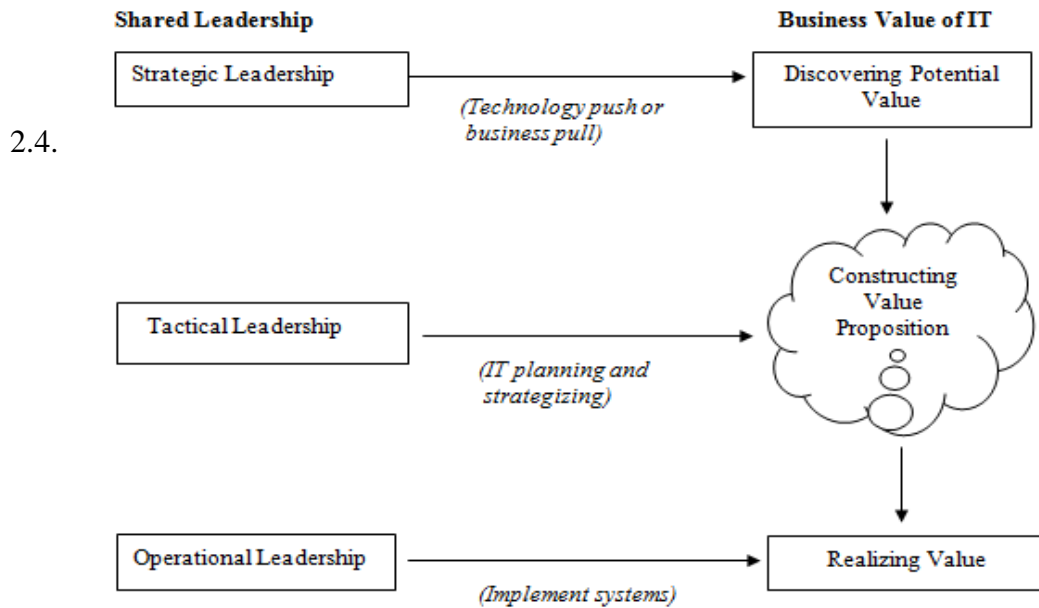 Shared Leadership
Business Value of IT
Strategic Leadership
Discovering Potential
Value
(Technology push or
business pull)
2.4.
Constructing
Value
Proposition
Tactical Leadership
(IT planning and
strategizing)
Operational Leadership
Realizing Value
(Implement systems)